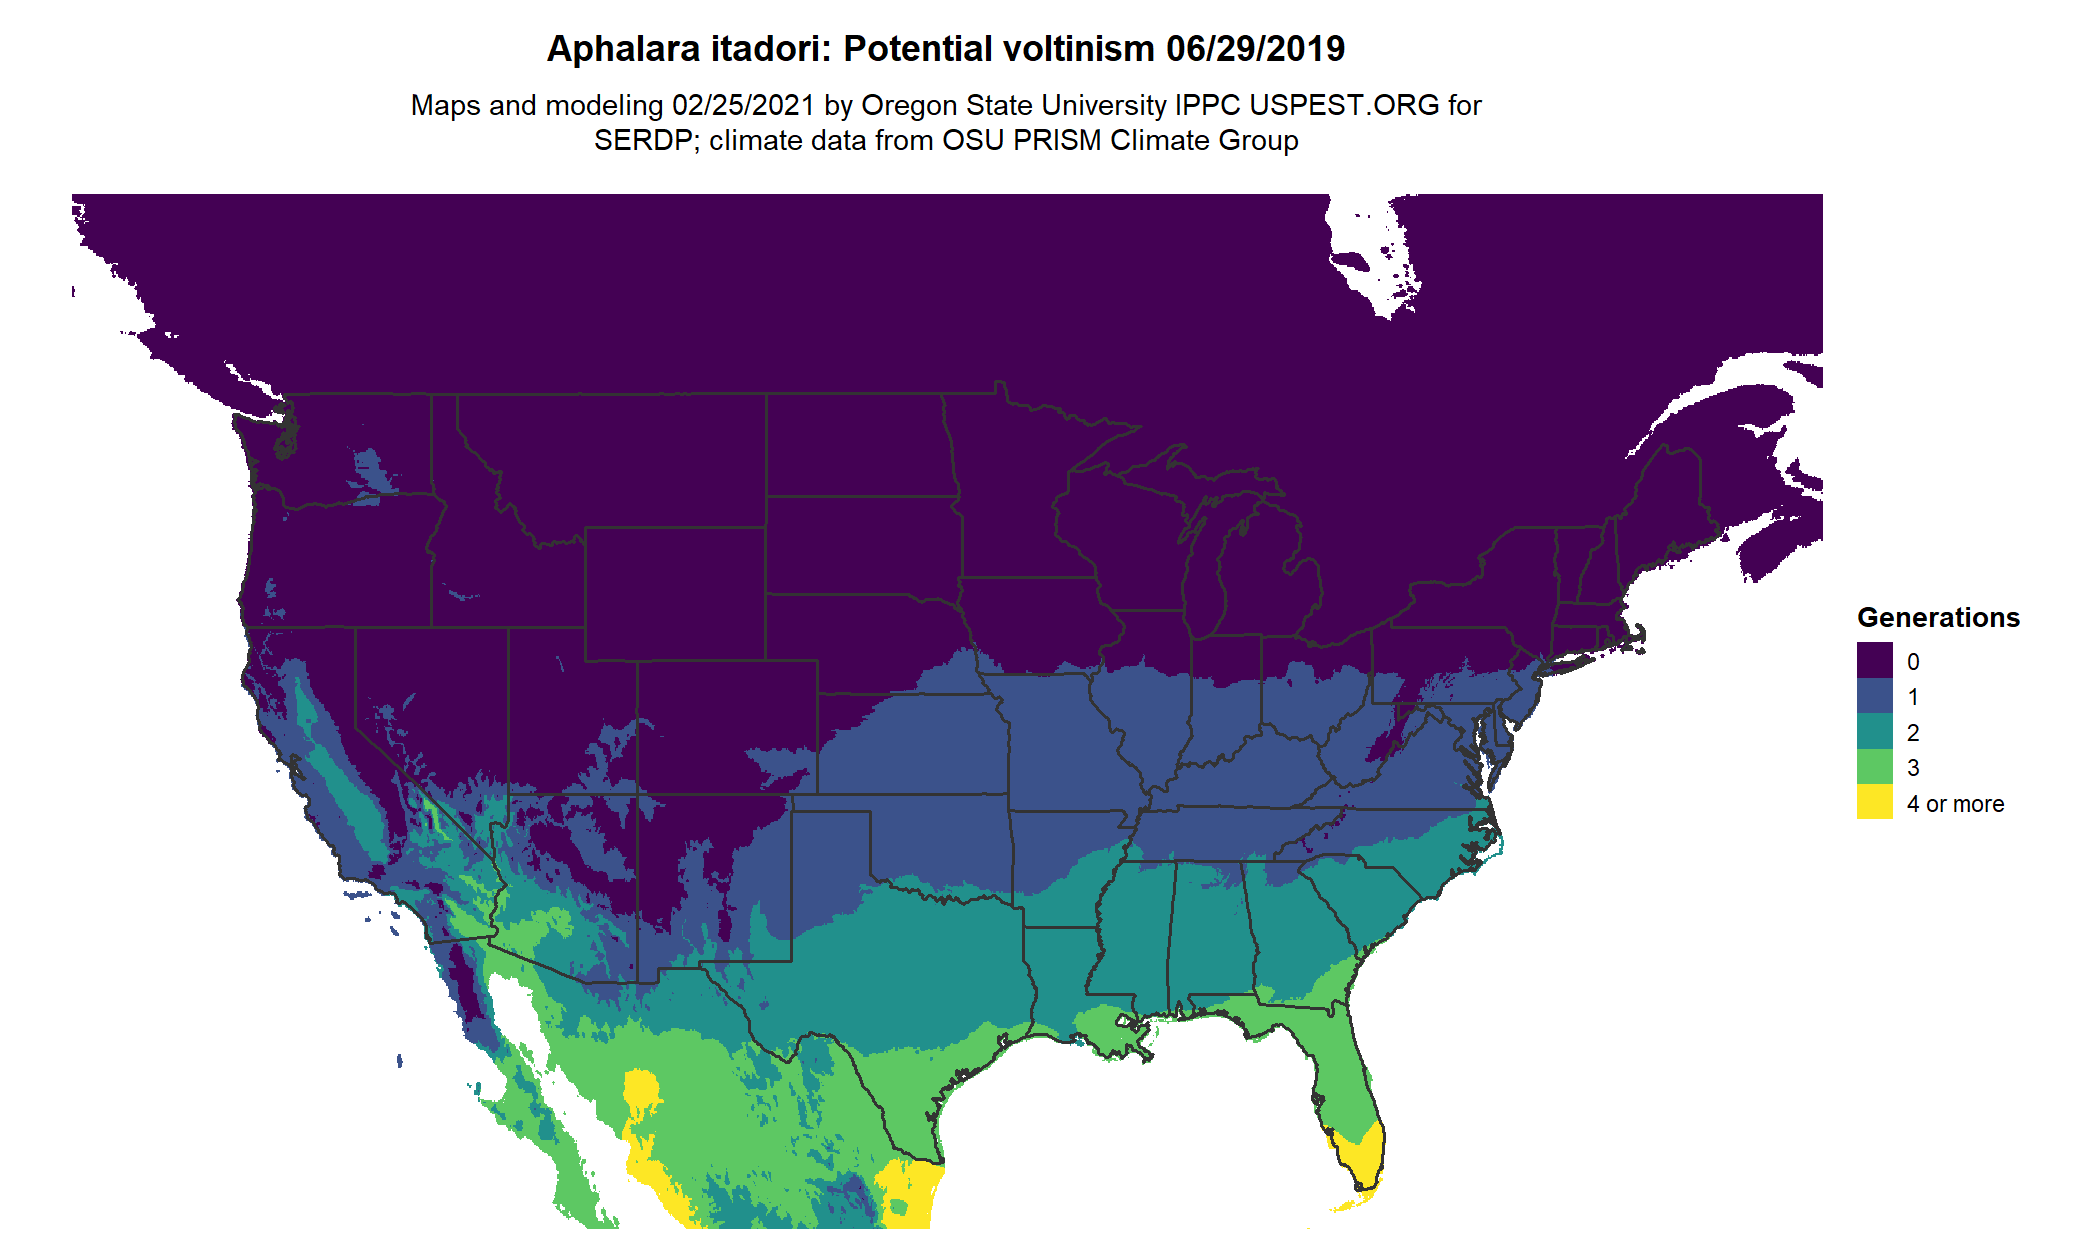 Aphalara itadori: Potential voltinism 06/29/2019
Maps and modeling 02/25/2021 by Oregon State University IPPC USPEST.ORG for
SERDP; climate data from OSU PRISM Climate Group
Generations
0
1
2
3
4 or more